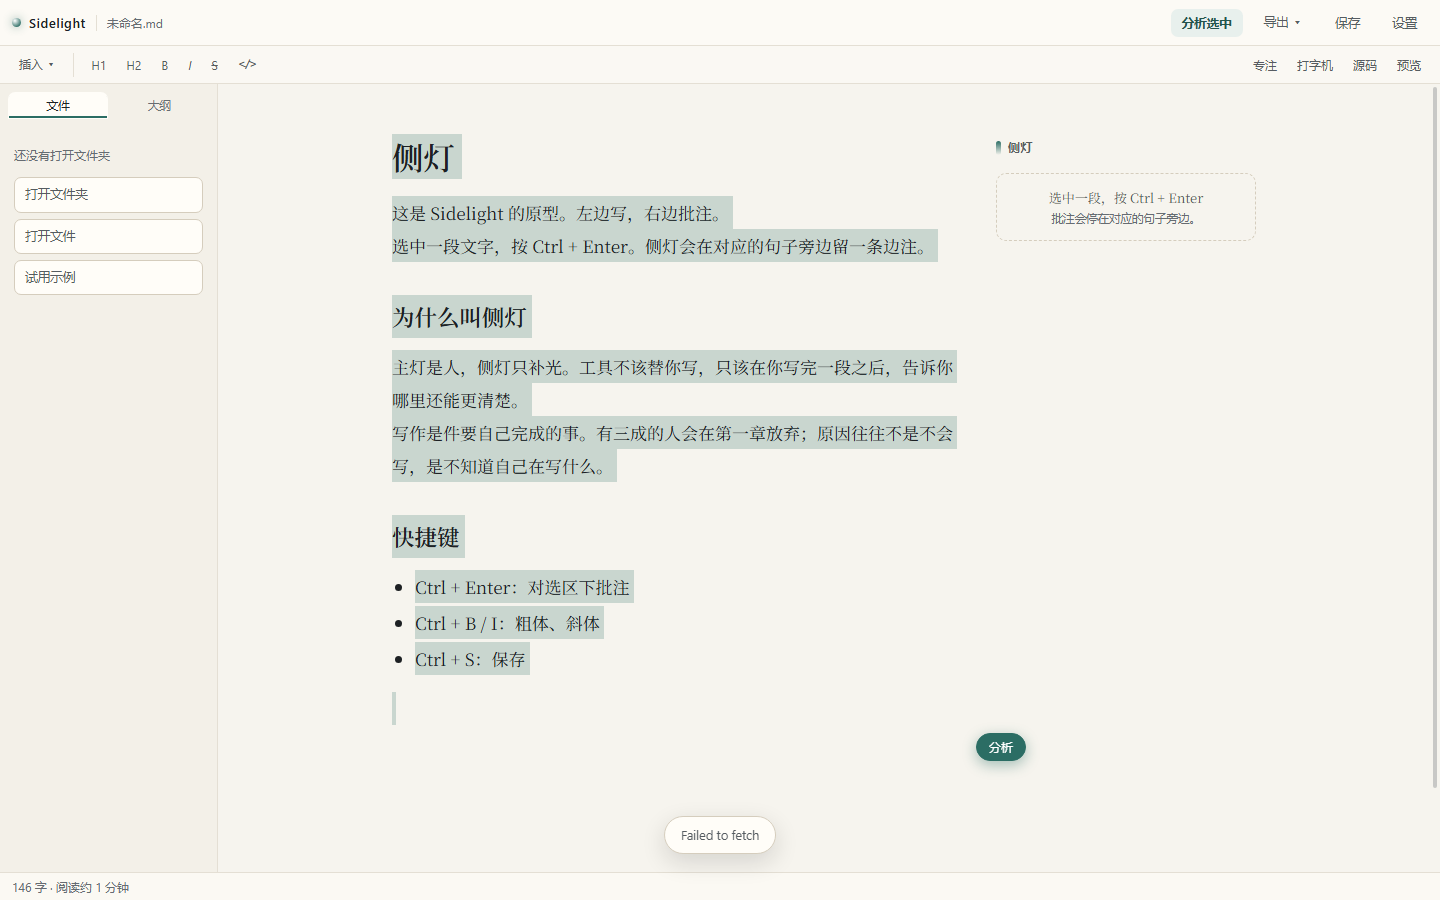 Sidelight
未命名.md
分析选中
导出
保存
设置
插入
H1
H2
B
I
S
</>
专注
打字机
源码
预览
文件
大纲
还没有打开文件夹
打开文件夹
打开文件
试用示例
侧灯
这是 Sidelight 的原型。左边写，右边批注。
选中一段文字，按 Ctrl + Enter。侧灯会在对应的句子旁边留一条边注。
为什么叫侧灯
主灯是人，侧灯只补光。工具不该替你写，只该在你写完一段之后，告诉你
哪里还能更清楚。
写作是件要自己完成的事。有三成的人会在第一章放弃；原因往往不是不会
写，是不知道自己在写什么。
快捷键
Ctrl + Enter：对选区下批注
Ctrl + B / I：粗体、斜体
Ctrl + S：保存
侧灯
选中一段，按 Ctrl + Enter
批注会停在对应的句子旁边。
分析
Failed to fetch
146 字 · 阅读约 1 分钟